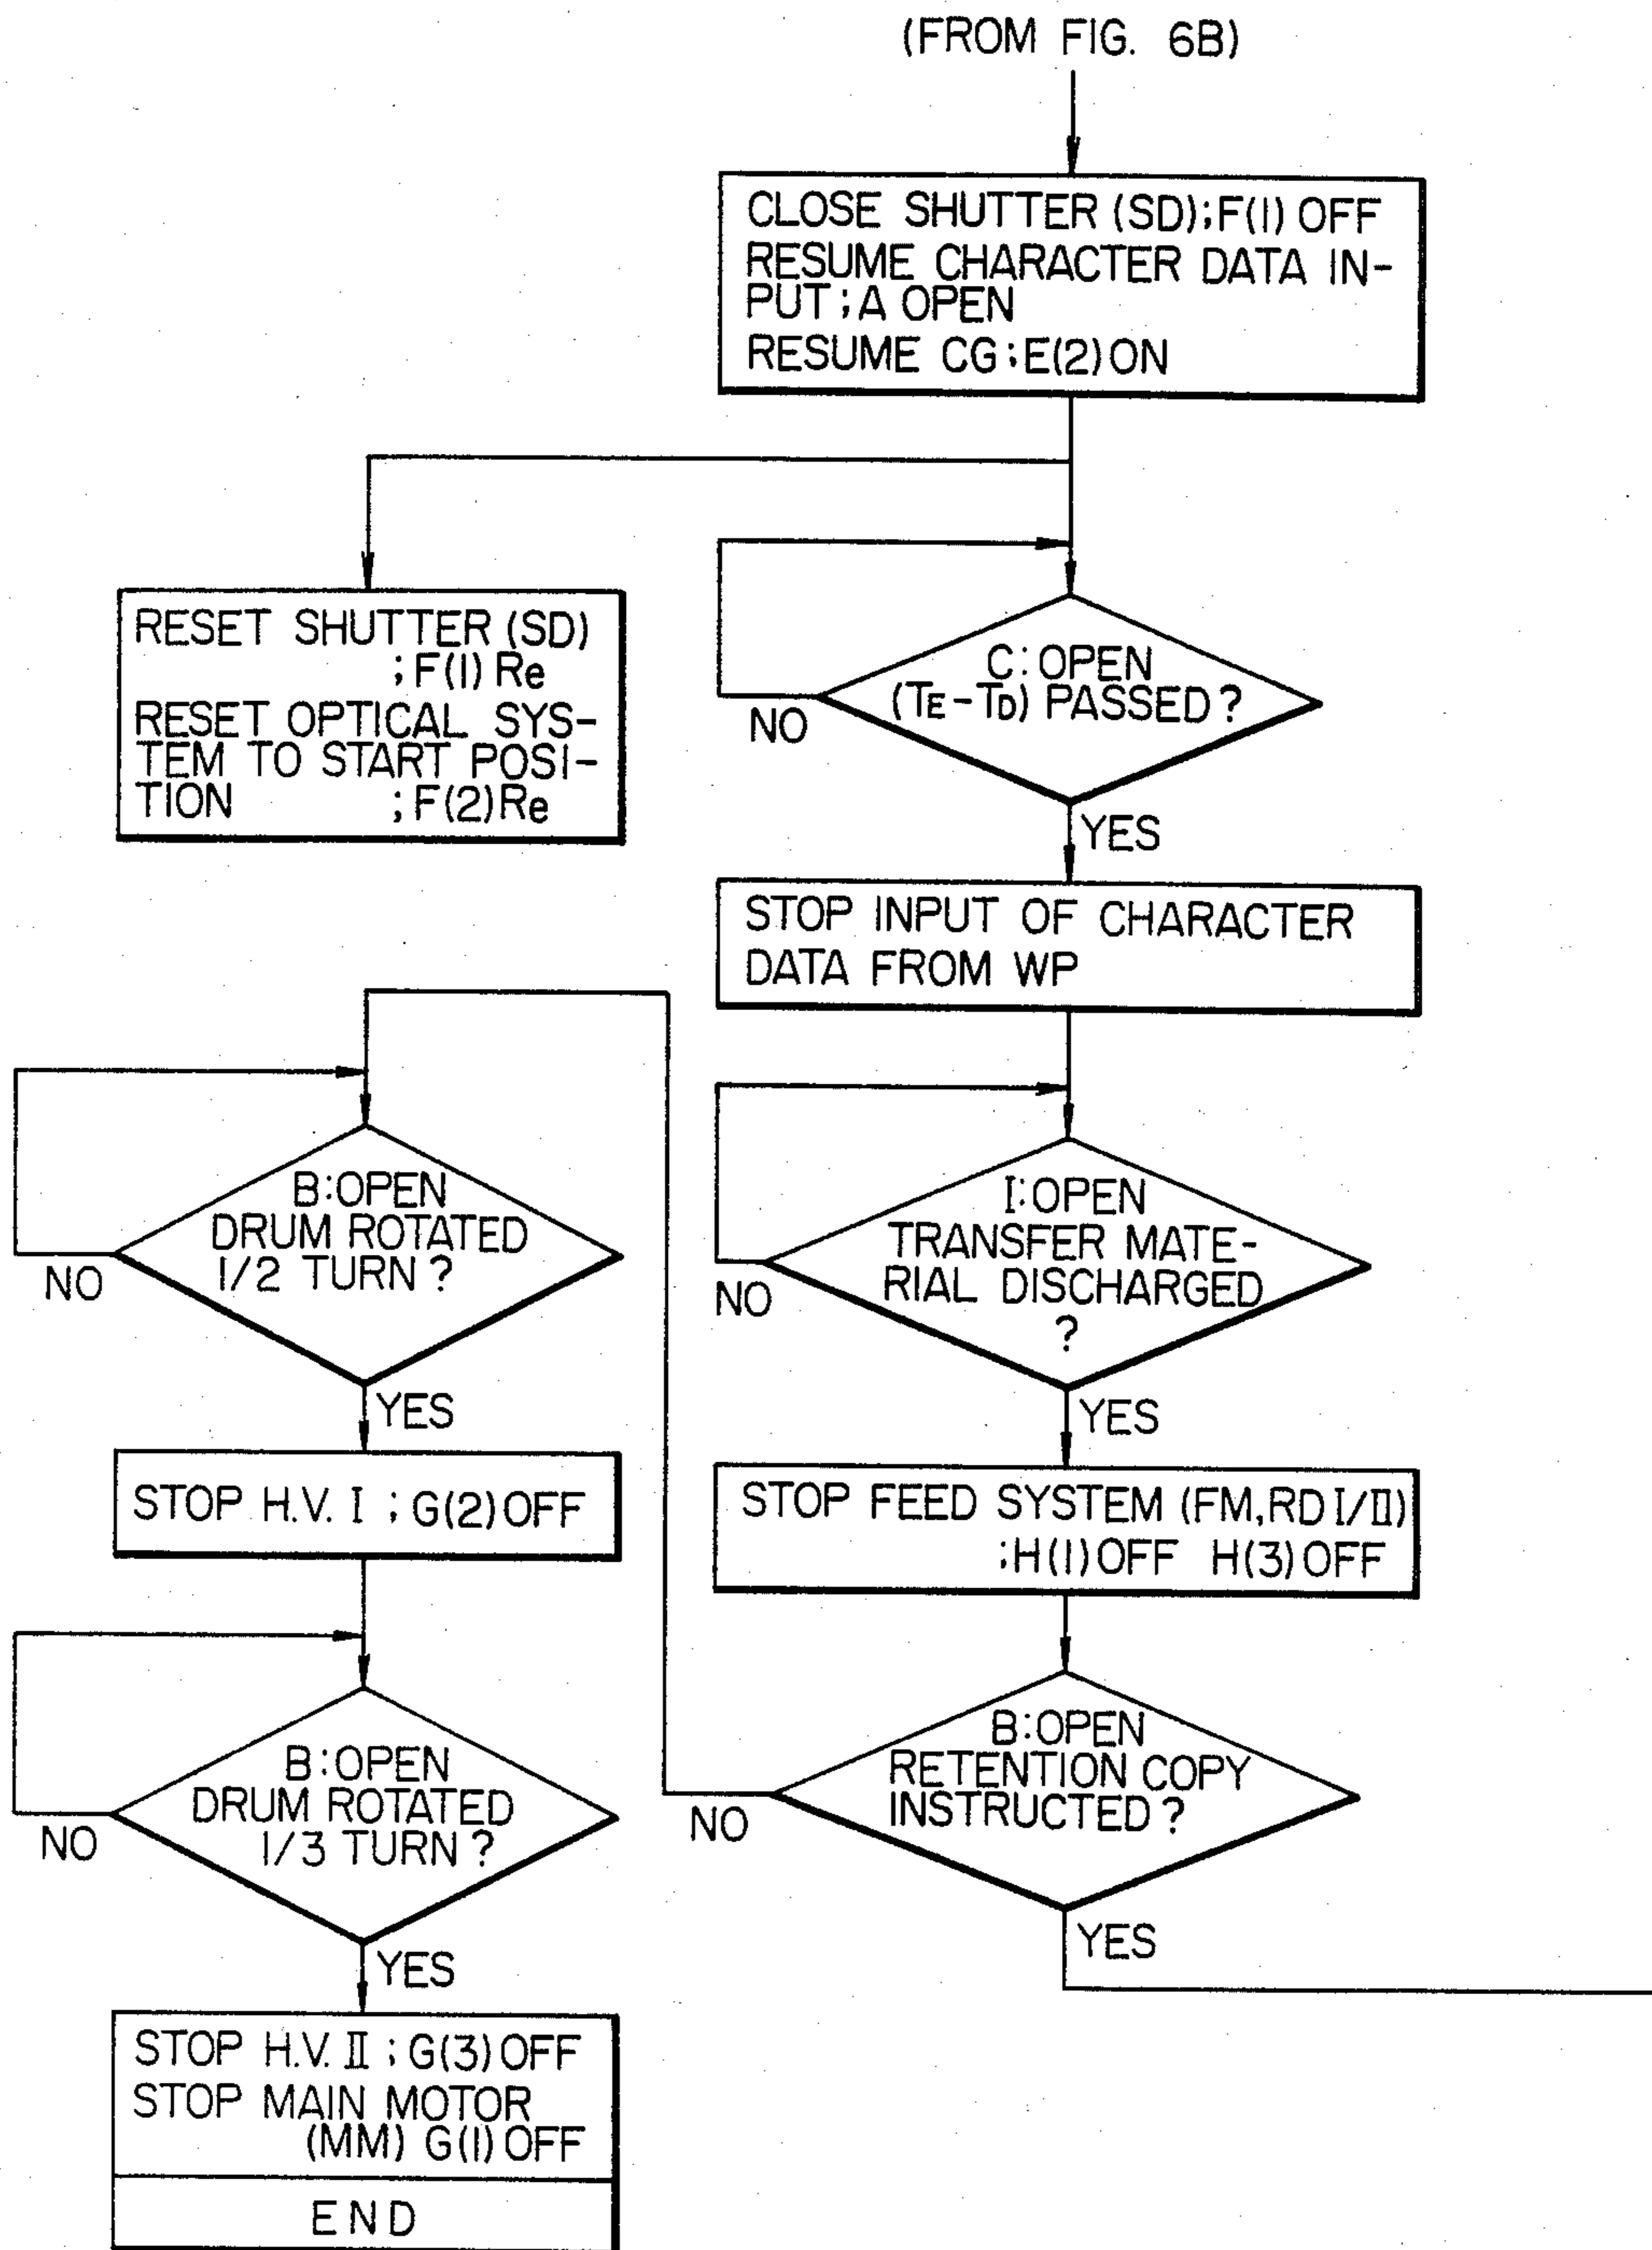 (FROM FIG. 6B)
CLOSE SHUTTER (SD);F(1) OFF
RESUME CHARACTER DATA IN-
PUT;A OPEN
RESUME CG;E(2)ON
RESET SHUTTER (SD)
;F(1)Re
RESET OPTICAL SYS-
TEM TO START POSI-
TION ;F(2)Re
C:OPEN
(TE-TD) PASSED?
NO
YES
STOP INPUT OF CHARACTER
DATA FROM WP
I:OPEN
TRANSFER MATE-
RIAL DISCHARGED
?
NO
YES
STOP FEED SYSTEM (FM,RD I/II)
;H(1)OFF H(3)OFF
B:OPEN
RETENTION COPY
INSTRUCTED?
NO
YES
B:OPEN
DRUM ROTATED
1/2 TURN?
NO
YES
STOP H.V. I ;G(2)OFF
B:OPEN
DRUM ROTATED
1/3 TURN?
NO
YES
STOP H.V. II ;G(3)OFF
STOP MAIN MOTOR
(MM) G(1)OFF
END